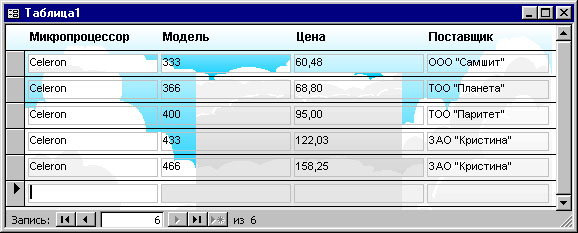 Таблица1
Микропроцессор Модель Цена Поставщик
Celeron 333 60,48 ООО "Самшит"
Celeron 366 68,80 ТОО "Планета"
Celeron 400 95,00 ТОО "Паритет"
Celeron 433 122,03 ЗАО "Кристина"
Celeron 466 158,25 ЗАО "Кристина"
Запись: 6 из 6